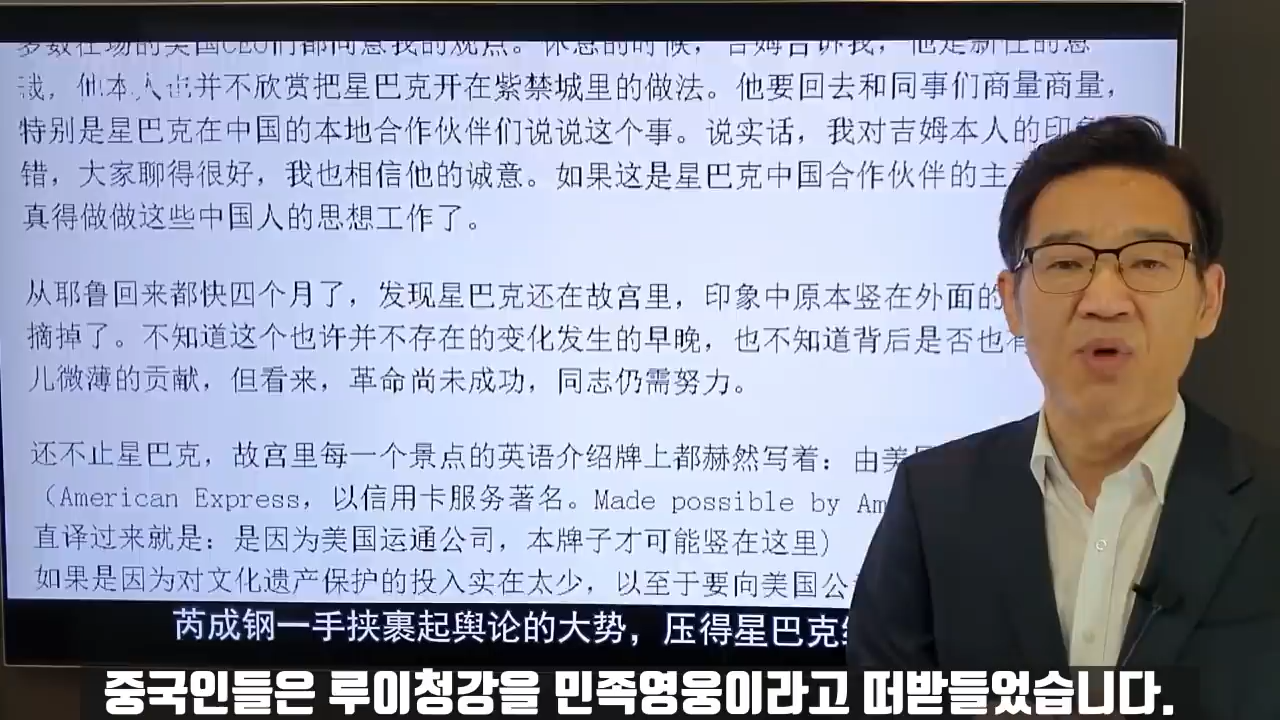 多数在场的美国CEO们都同意我的观点。休息的时候，吉姆告诉我，他是新任的总
裁，他本人也并不欣赏把星巴克开在紫禁城里的做法。他要回去和同事们商量商量，
特别是星巴克在中国的本地合作伙伴们说说这个事。说实话，我对吉姆本人的印象
错，大家聊得很好，我也相信他的诚意。如果这是星巴克中国合作伙伴的主
真得做做这些中国人的思想工作了。
从耶鲁回来都快四个月了，发现星巴克还在故宫里，印象中原本竖在外面的
摘掉了。不知道这个也许并不存在的变化发生的早晚，也不知道背后是否也有
儿微薄的贡献，但看来，革命尚未成功，同志仍需努力。
还不止星巴克，故宫里每一个景点的英语介绍牌上都赫然写着：由美国
（American Express，以信用卡服务著名。Made possible by Am
直译过来就是：是因为美国运通公司，本牌子才可能竖在这里）
如果是因为对文化遗产保护的投入实在太少，以至于要向美国公
芮成钢一手挟裹起舆论的大势，压得星巴克
중국인들은 루이청강을 민족영웅이라고 떠받들었습니다.